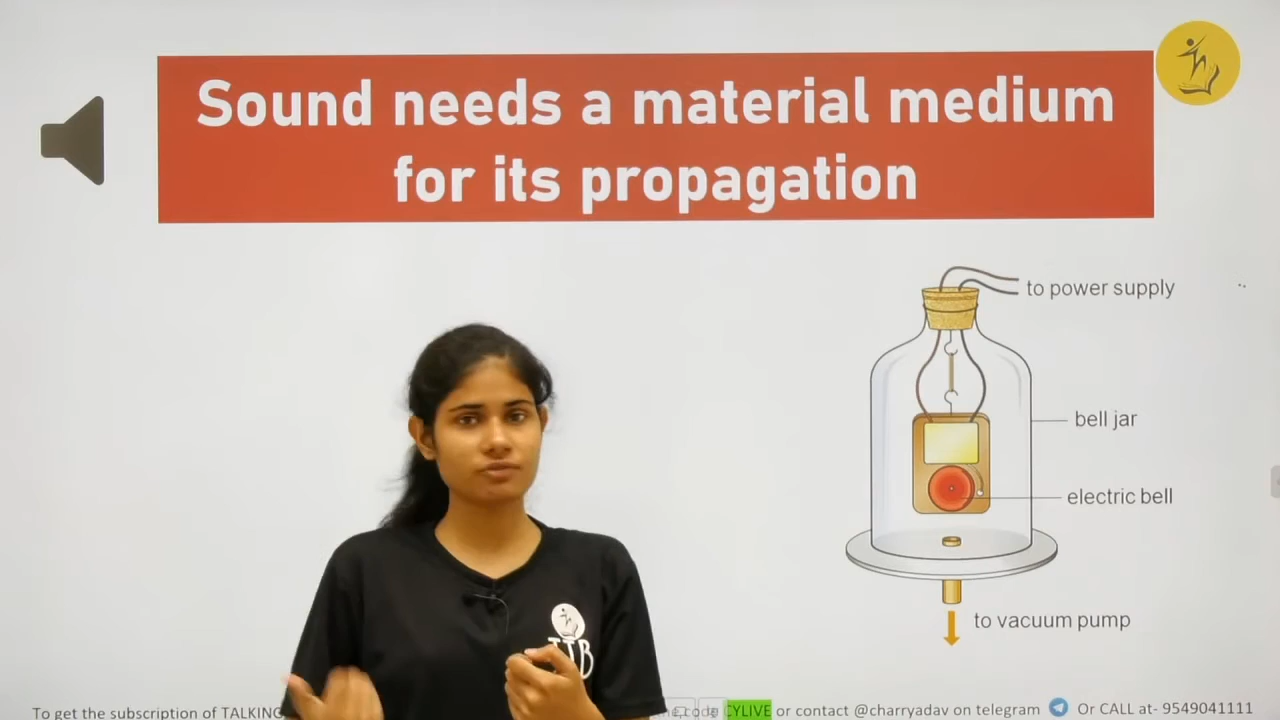 Sound needs a material medium
for its propagation
to power supply
bell jar
electric bell
to vacuum pump
To get the subscription of TALKING CYLIVE or contact @charryadav on telegram Or CALL at- 9549041111